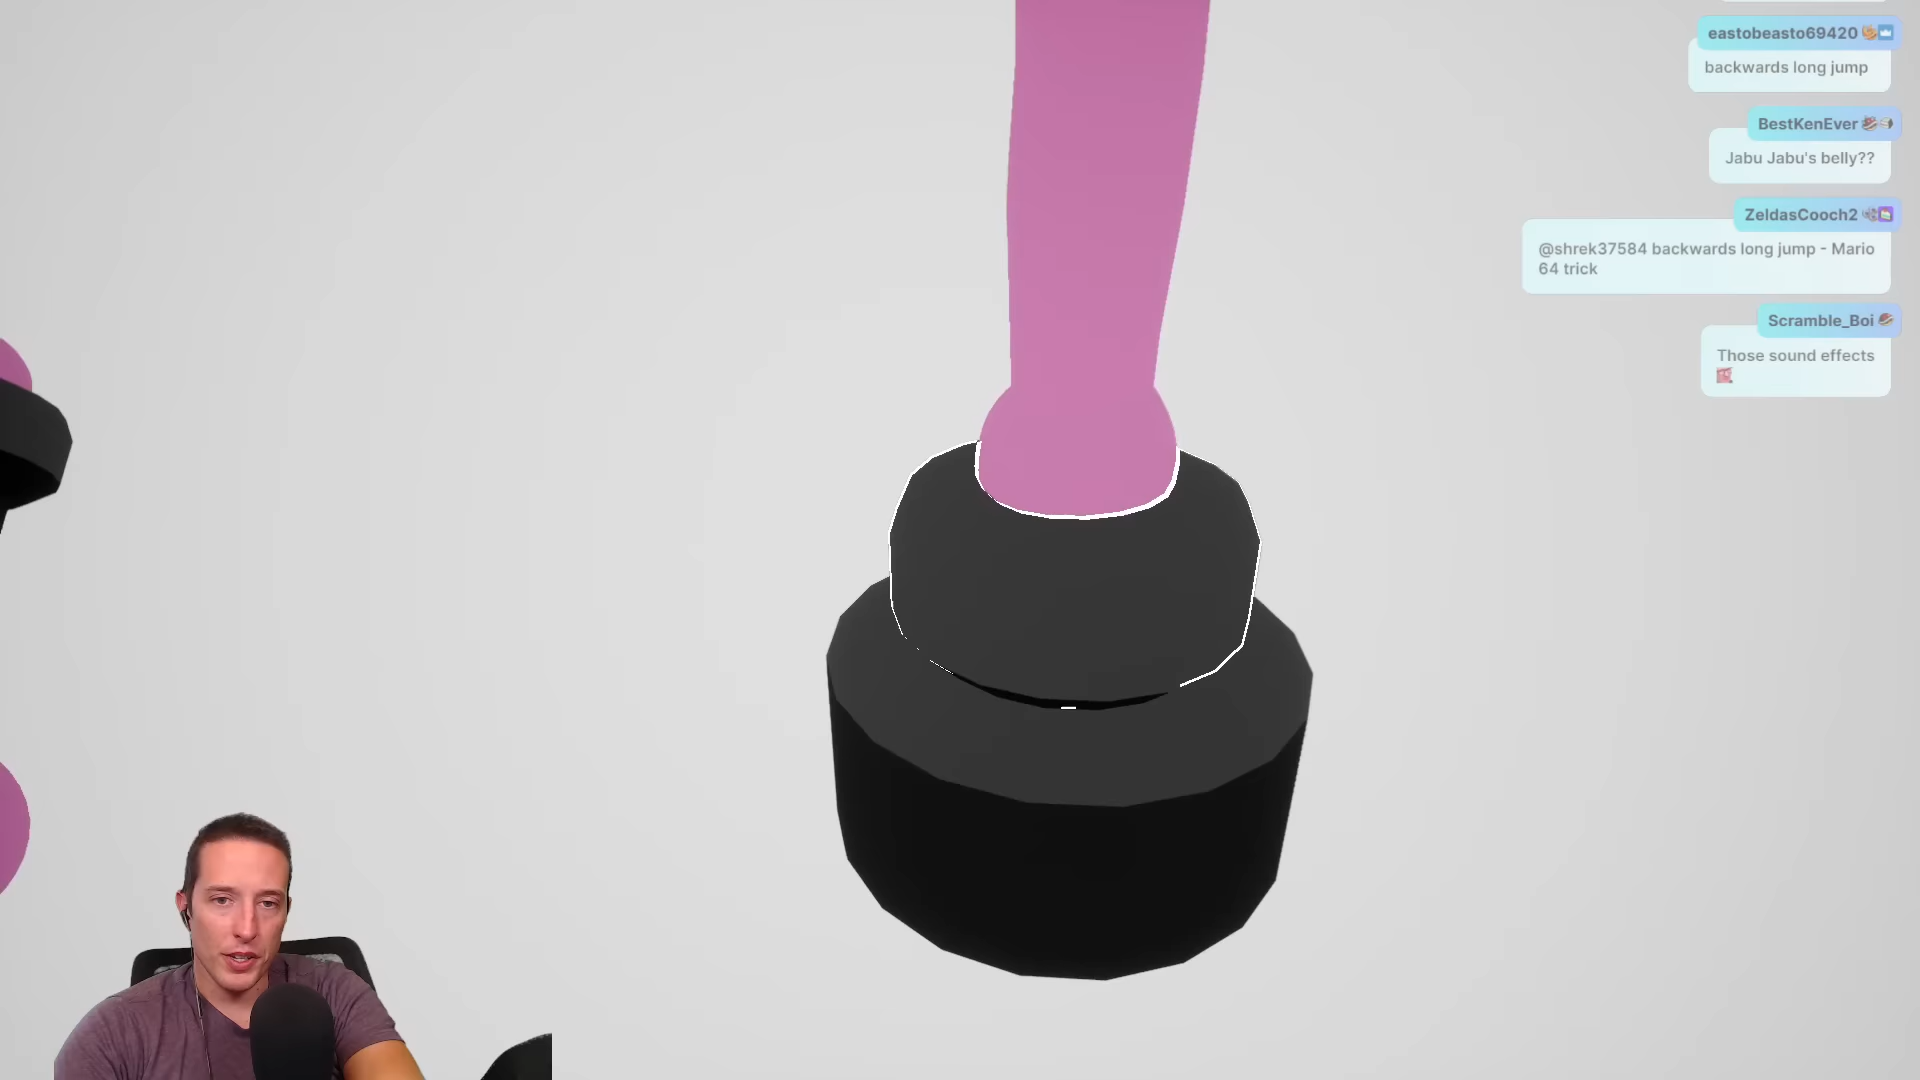 eastobeasto69420
backwards long jump
BestKenEver
Jabu Jabu's belly??
ZeldasCooch2
@shrek37584 backwards long jump - Mario
64 trick
Scramble_Boi
Those sound effects